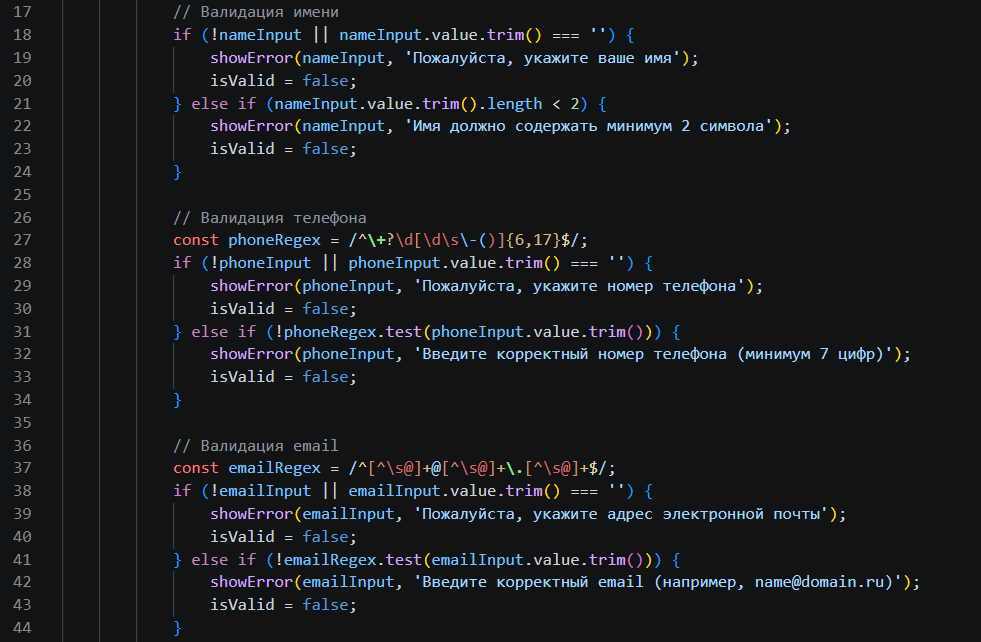 17 // Валидация имени
18 if (!nameInput || nameInput.value.trim() === '') {
19 showError(nameInput, 'Пожалуйста, укажите ваше имя');
20 isValid = false;
21 } else if (nameInput.value.trim().length < 2) {
22 showError(nameInput, 'Имя должно содержать минимум 2 символа');
23 isValid = false;
24 }
25
26 // Валидация телефона
27 const phoneRegex = /^\+?\d[\d\s\-()]{6,17}$/;
28 if (!phoneInput || phoneInput.value.trim() === '') {
29 showError(phoneInput, 'Пожалуйста, укажите номер телефона');
30 isValid = false;
31 } else if (!phoneRegex.test(phoneInput.value.trim())) {
32 showError(phoneInput, 'Введите корректный номер телефона (минимум 7 цифр)');
33 isValid = false;
34 }
35
36 // Валидация email
37 const emailRegex = /^[^\s@]+@[^\s@]+\.[^\s@]+$/;
38 if (!emailInput || emailInput.value.trim() === '') {
39 showError(emailInput, 'Пожалуйста, укажите адрес электронной почты');
40 isValid = false;
41 } else if (!emailRegex.test(emailInput.value.trim())) {
42 showError(emailInput, 'Введите корректный email (например, name@domain.ru)');
43 isValid = false;
44 }